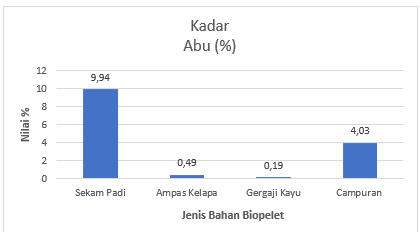 Kadar
Abu (%)
Nilai %
12
10
8
6
4
2
0
9,94
0,49
0,19
4,03
Sekam Padi
Ampas Kelapa
Gergaji Kayu
Campuran
Jenis Bahan Biopelet